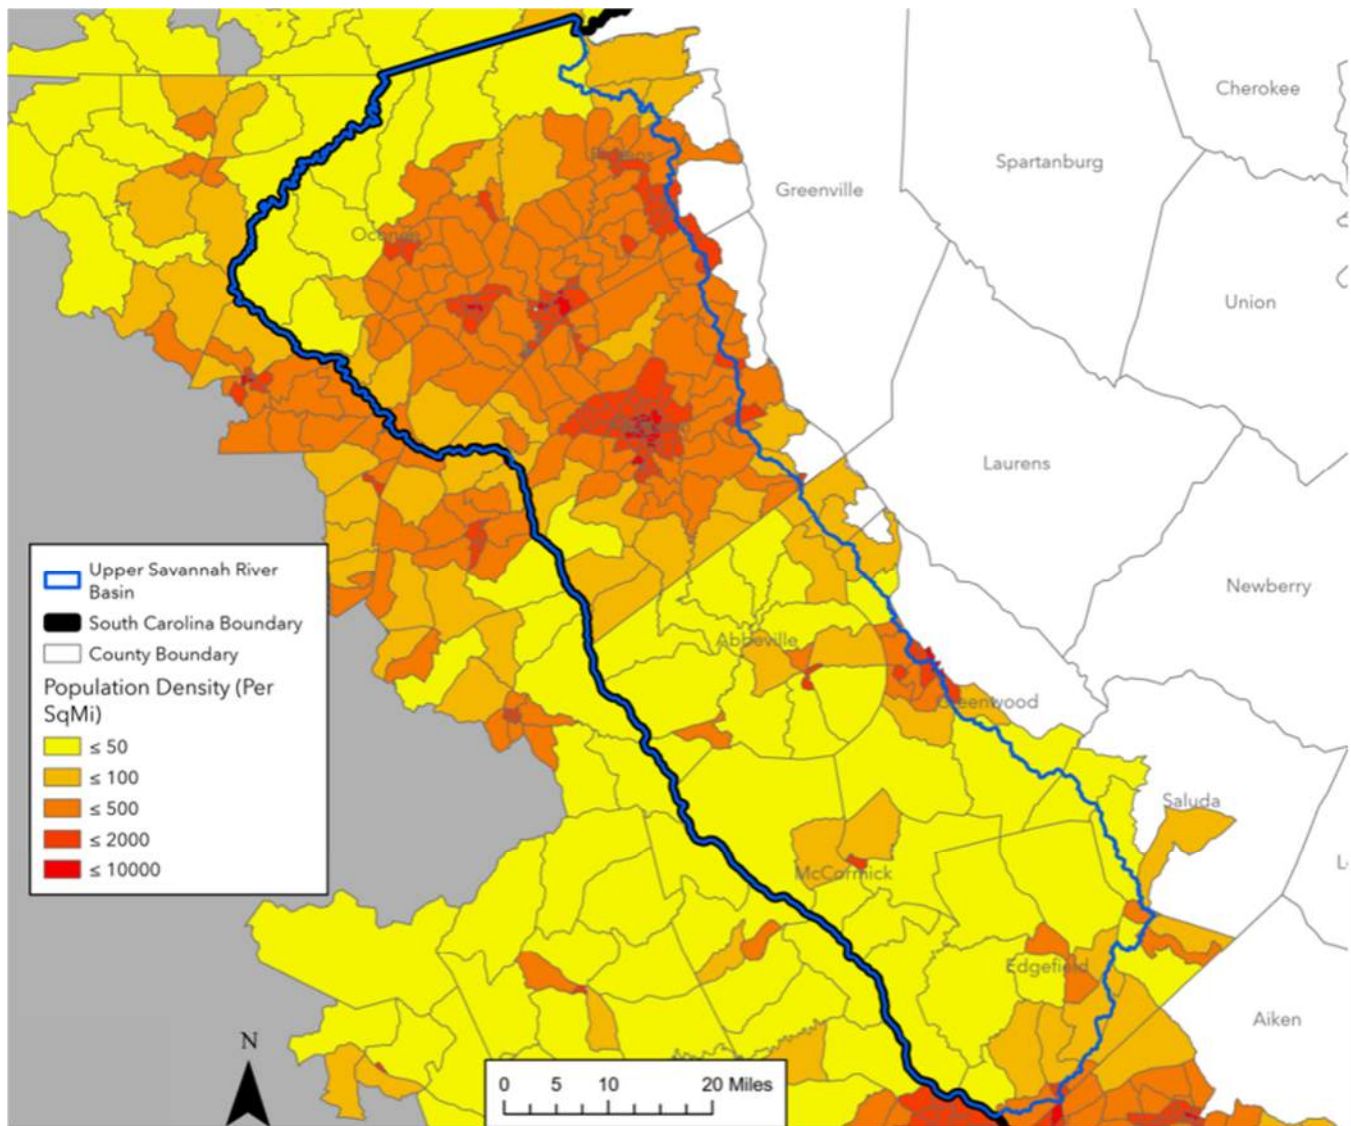 Cherokee
Spartanburg
Pickens
Greenville
Oconee
Union
Laurens
Upper Savannah River
Basin
South Carolina Boundary
County Boundary
Population Density (Per
SqMi)
≤ 50
≤ 100
≤ 500
≤ 2000
≤ 10000
Newberry
Abbeville
Greenwood
Saluda
McCormick
Edgefield
Aiken
N
0 5 10 20 Miles